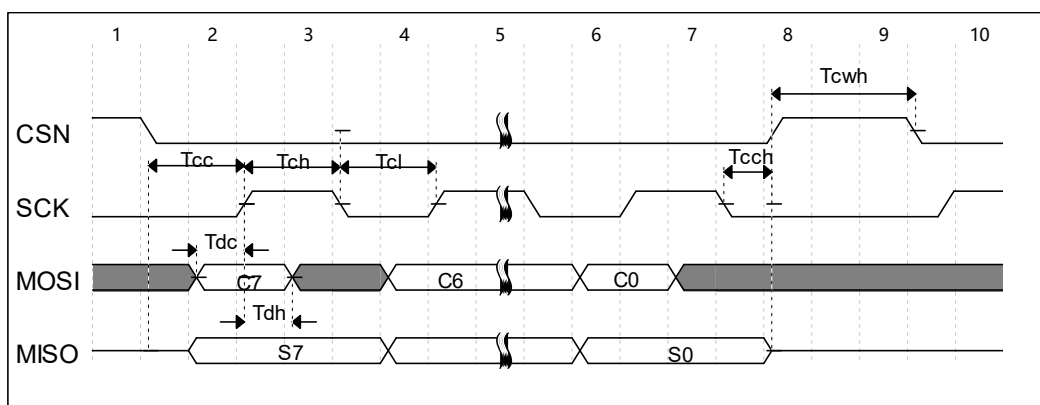 1 2 3 4 5 6 7 8 9 10
Tcwh
CSN
Tcc Tch Tcl Tcch
SCK
Tdc
MOSI C7 C6 C0
Tdh
MISO S7 S0